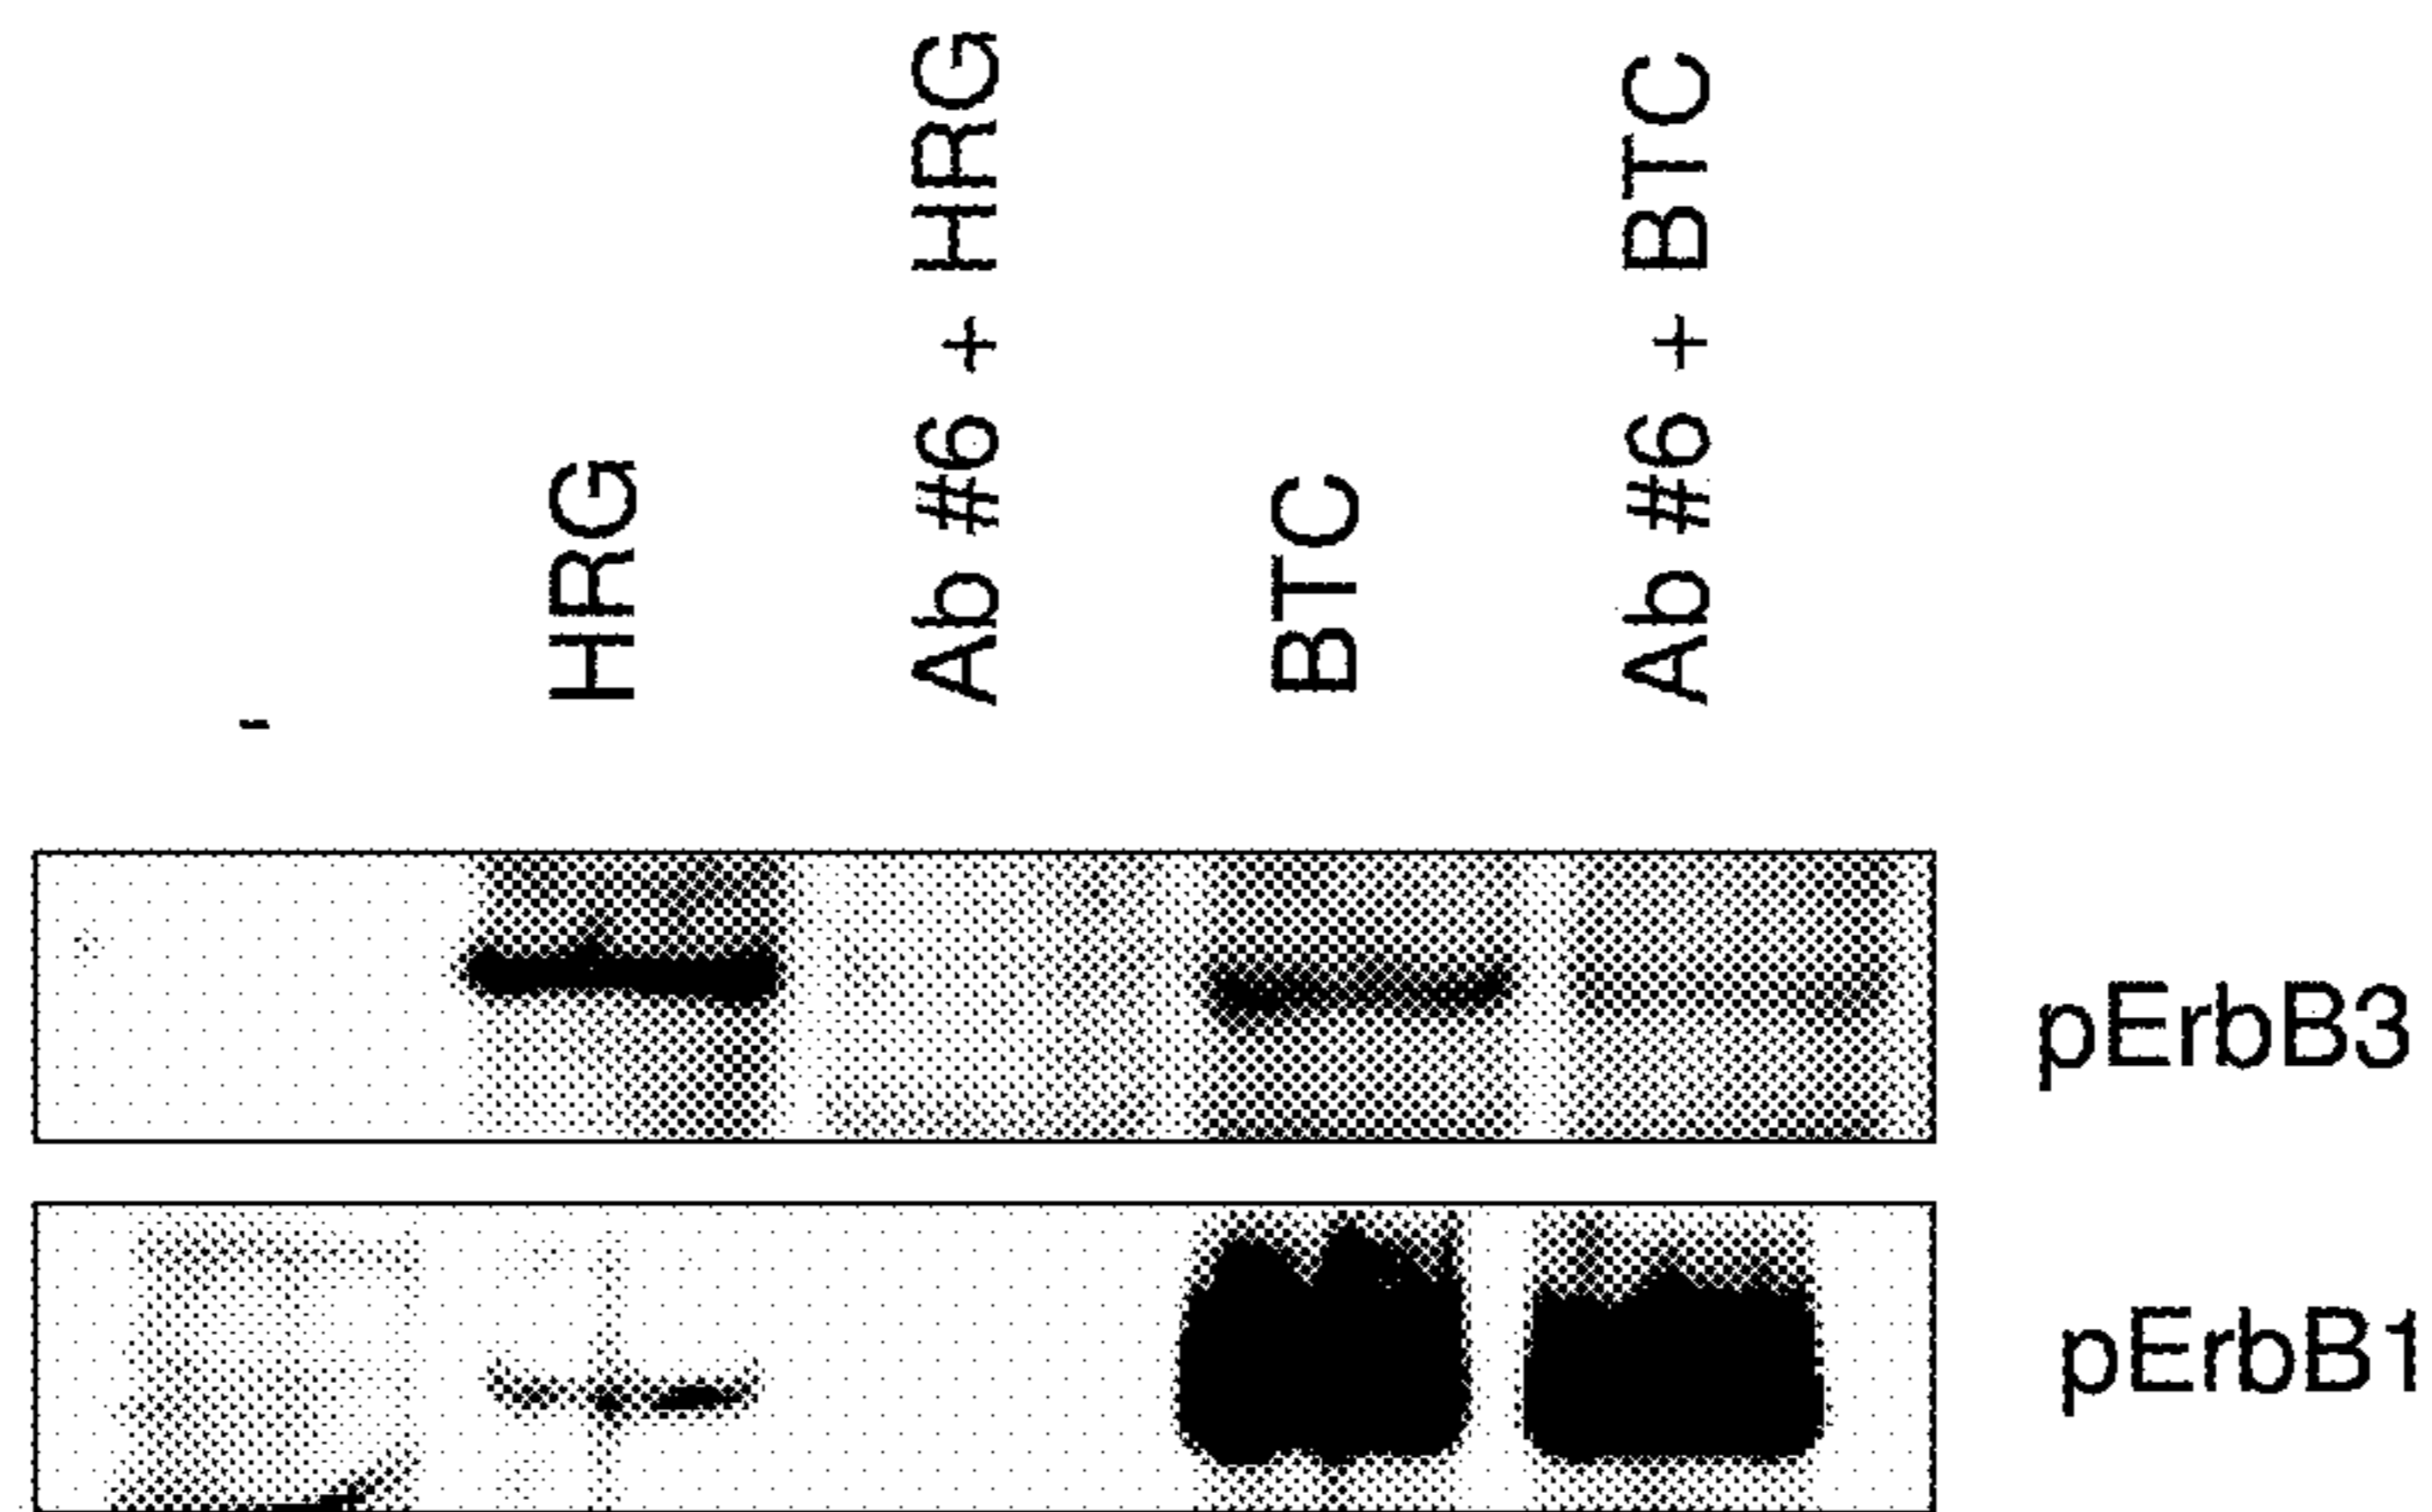 -
HRG
Ab #6 + HRG
BTC
Ab #6 + BTC
pErbB3
pErbB1